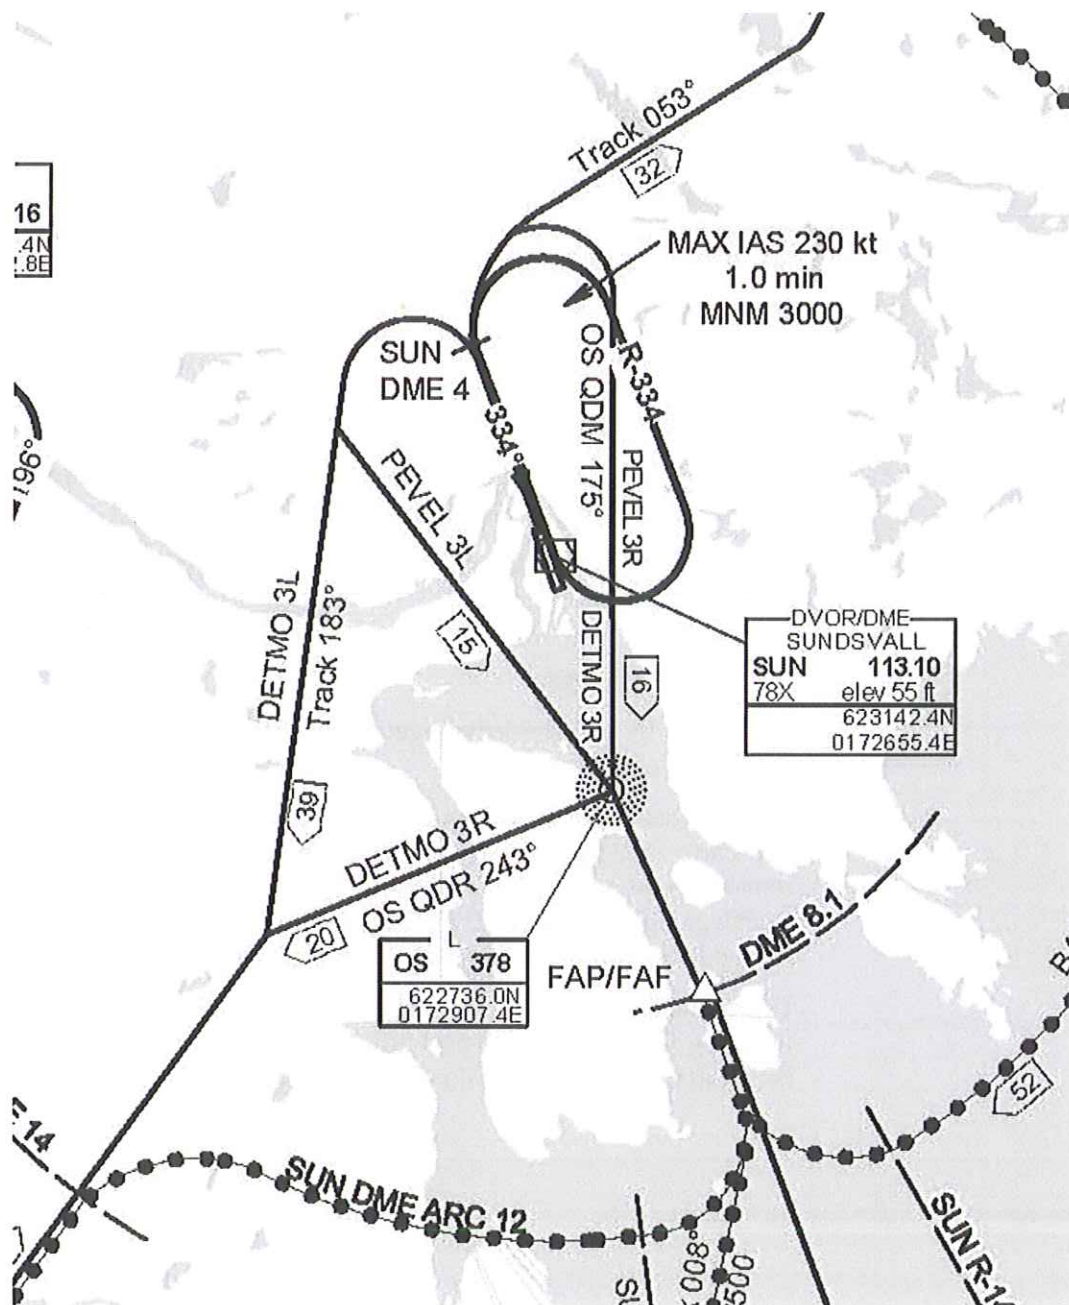 Track 053°
32
16
.4N
.8E
MAX IAS 230 kt
1.0 min
MNM 3000
SUN
DME 4
OS QDM 175°
R-334
334°
196°
PEVEL 3L
PEVEL 3R
DETMO 3L
Track 183°
15
DETMO 3R
16
DVOR/DME
SUNDSVALL
SUN 113.10
78X elev 55 ft
623142.4N
0172655.4E
39
DETMO 3R
OS QDR 243°
20
L
OS 378
622736.0N
0172907.4E
FAP/FAF
DME 8.1
52
14
SUN DME ARC 12
008°
500
SUN R-1